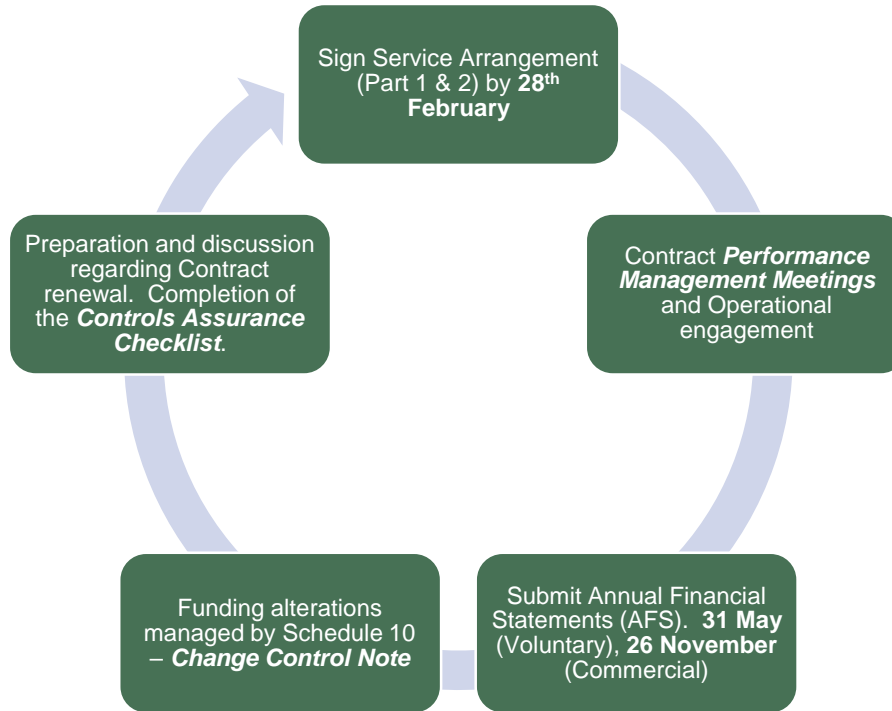 Sign Service Arrangement
(Part 1 & 2) by 28th
February
Contract Performance
Management Meetings
and Operational
engagement
Submit Annual Financial
Statements (AFS).  31 May
(Voluntary), 26 November
(Commercial)
Funding alterations
managed by Schedule 10
– Change Control Note
Preparation and discussion
regarding Contract
renewal.  Completion of
the Controls Assurance
Checklist.